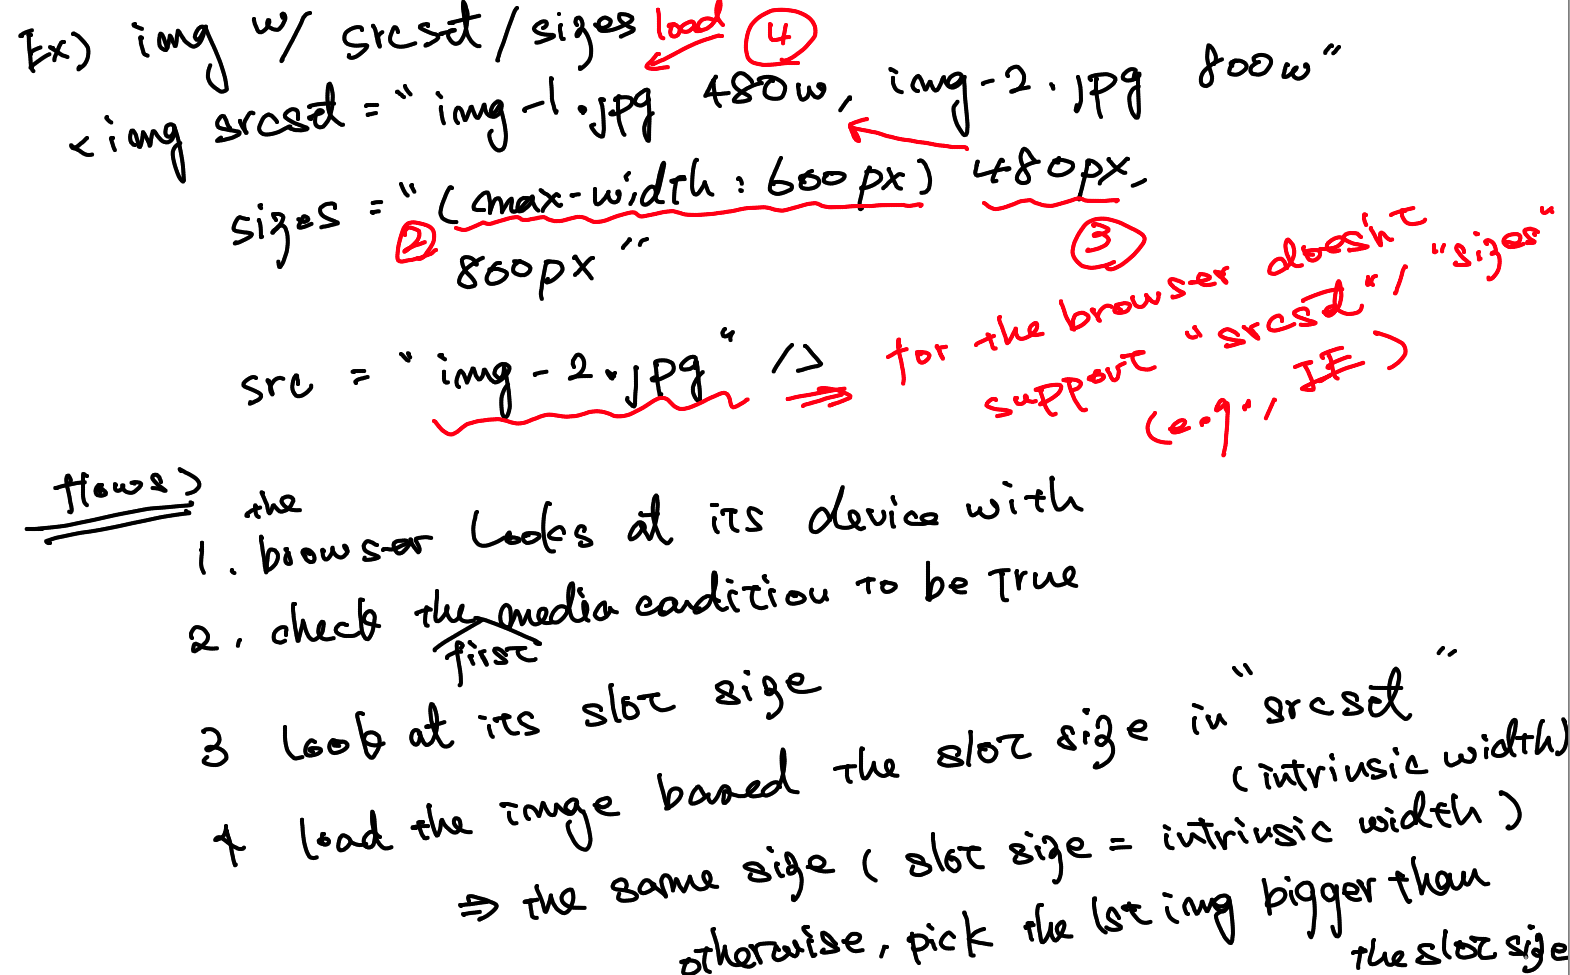 Ex) img w/ srcset/sizes load ④
<img srcset = "img-1.jpg 480w, img-2.jpg 800w"
sizes = "(max-width : 600px) 480px,
② 800px" ③
src = "img-2.jpg" /> ⇒ for the browser doesn't
support "srcset", "sizes"
(e.g., IE)
flows)
1. the browser looks at its device with
2. check the first media condition to be true
3 look at its slot size
4 load the image based the slot size in "srcset"
(intrinsic width)
⇒ the same size ( slot size = intrinsic width )
otherwise, pick the 1st img bigger than
the slot size